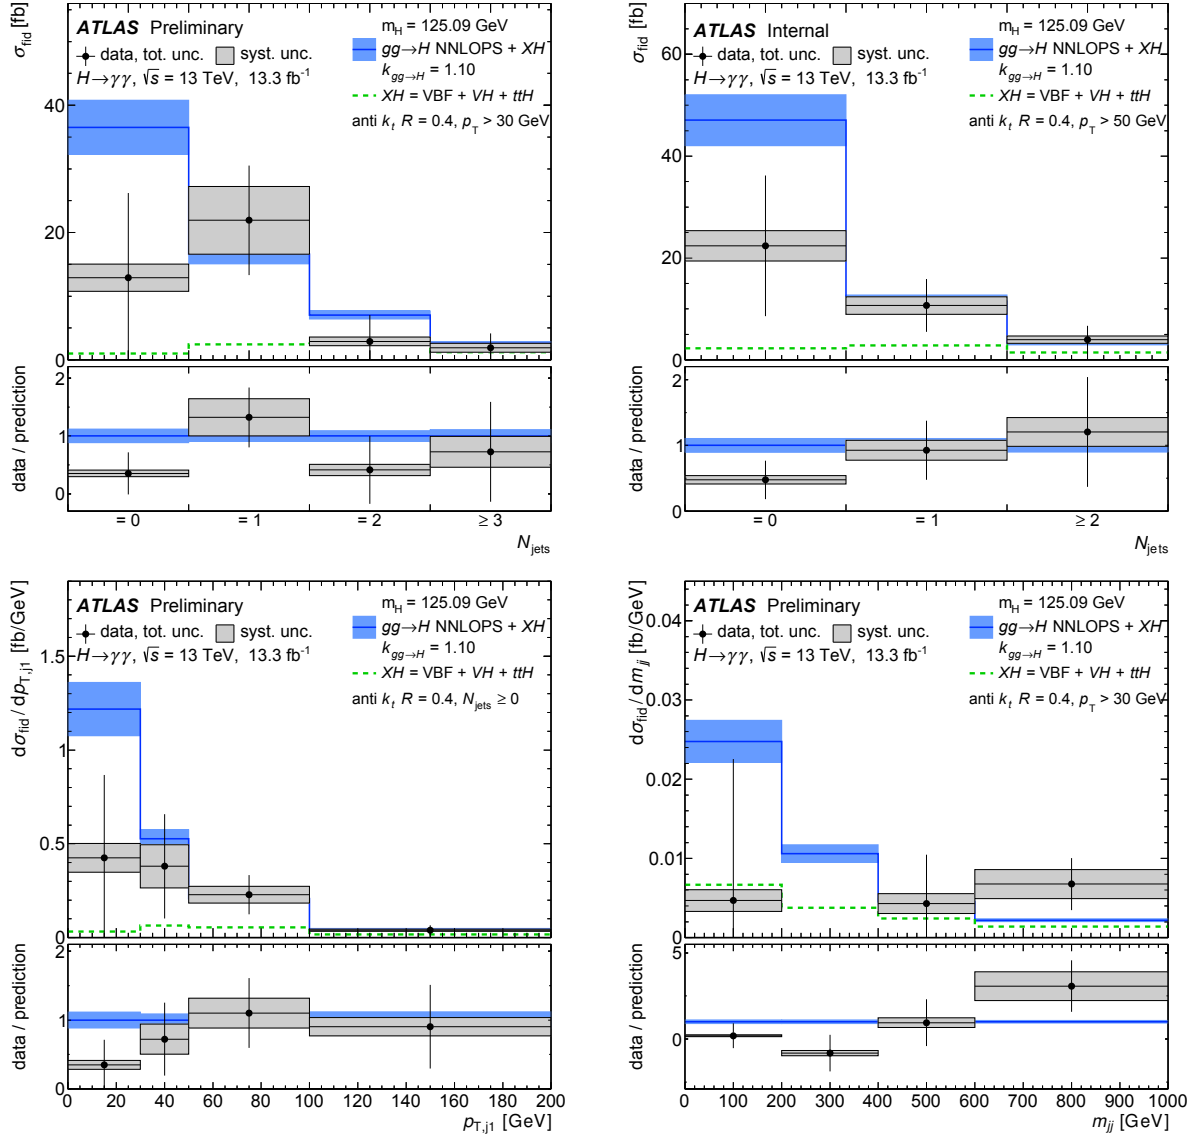 σfid [fb]
ATLAS Preliminary
data, tot. unc. syst. unc.
H→γγ, √s = 13 TeV, 13.3 fb⁻¹
m_H = 125.09 GeV
gg→H NNLOPS + XH
k_gg→H = 1.10
XH = VBF + VH + ttH
anti k_t R = 0.4, p_T > 30 GeV
40
20
0
data / prediction
2
1
0
= 0 = 1 = 2 ≥ 3
N_jets
σfid [fb]
ATLAS Internal
data, tot. unc. syst. unc.
H→γγ, √s = 13 TeV, 13.3 fb⁻¹
m_H = 125.09 GeV
gg→H NNLOPS + XH
k_gg→H = 1.10
XH = VBF + VH + ttH
anti k_t R = 0.4, p_T > 50 GeV
60
40
20
0
data / prediction
2
1
0
= 0 = 1 ≥ 2
N_jets
dσfid / dp_T,j1 [fb/GeV]
ATLAS Preliminary
data, tot. unc. syst. unc.
H→γγ, √s = 13 TeV, 13.3 fb⁻¹
m_H = 125.09 GeV
gg→H NNLOPS + XH
k_gg→H = 1.10
XH = VBF + VH + ttH
anti k_t R = 0.4, N_jets ≥ 0
1.5
1
0.5
0
data / prediction
2
1
0
0 20 40 60 80 100 120 140 160 180 200
p_T,j1 [GeV]
dσfid / dm_jj [fb/GeV]
ATLAS Preliminary
data, tot. unc. syst. unc.
H→γγ, √s = 13 TeV, 13.3 fb⁻¹
m_H = 125.09 GeV
gg→H NNLOPS + XH
k_gg→H = 1.10
XH = VBF + VH + ttH
anti k_t R = 0.4, p_T > 30 GeV
0.04
0.03
0.02
0.01
0
data / prediction
5
0
0 100 200 300 400 500 600 700 800 900 1000
m_jj [GeV]